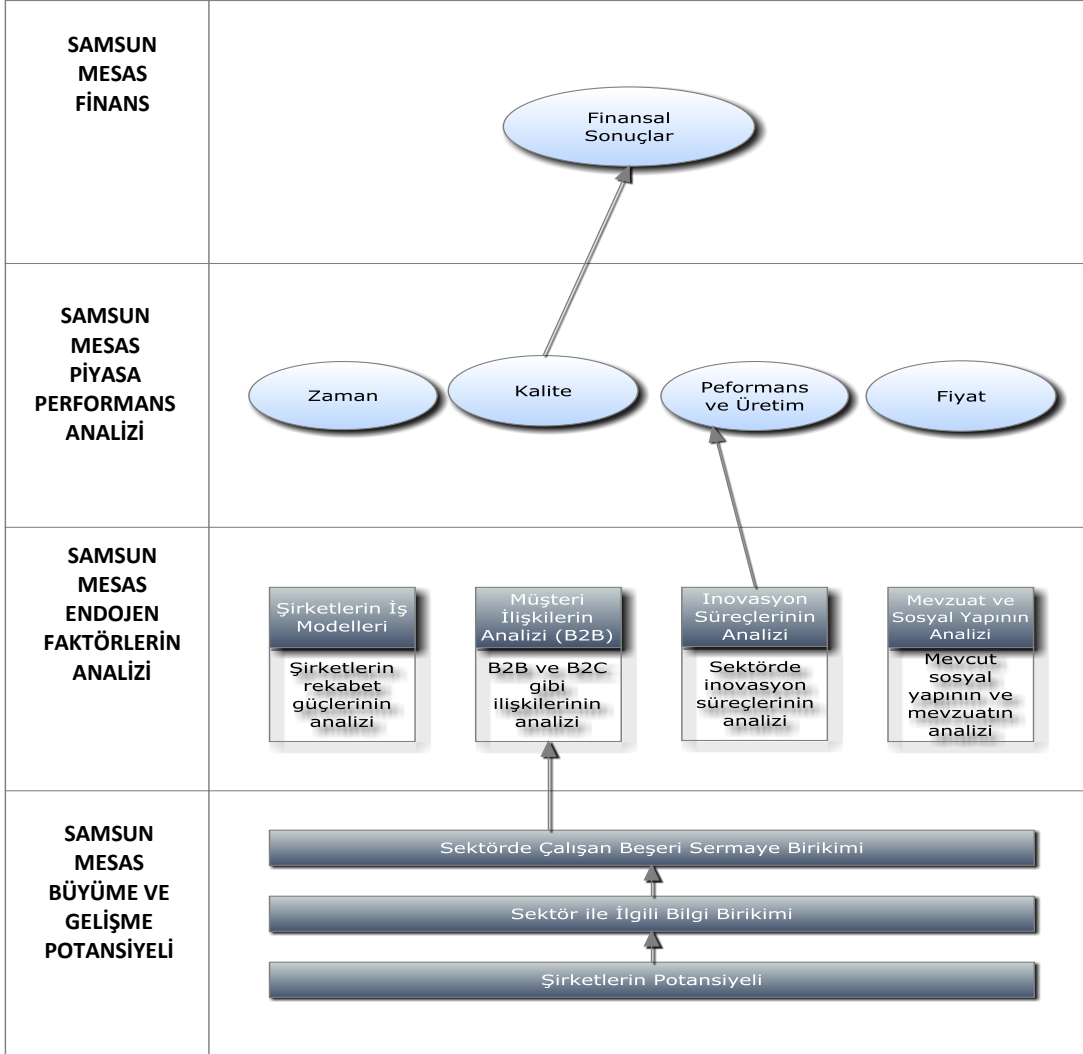 SAMSUN
MESAS
FİNANS
Finansal
Sonuçlar
SAMSUN
MESAS
PİYASA
PERFORMANS
ANALİZİ
Zaman
Kalite
Peformans
ve Üretim
Fiyat
SAMSUN
MESAS
ENDOJEN
FAKTÖRLERİN
ANALİZİ
Şirketlerin İş
Modelleri
Şirketlerin
rekabet
güçlerinin
analizi
Müşteri
İlişkilerin
Analizi (B2B)
B2B ve B2C
gibi
ilişkilerinin
analizi
Inovasyon
Süreçlerinin
Analizi
Sektörde
inovasyon
süreçlerinin
analizi
Mevzuat ve
Sosyal Yapının
Analizi
Mevcut
sosyal
yapının ve
mevzuatın
analizi
SAMSUN
MESAS
BÜYÜME VE
GELİŞME
POTANSİYELİ
Sektörde Çalışan Beşeri Sermaye Birikimi
Sektör ile İlgili Bilgi Birikimi
Şirketlerin Potansiyeli